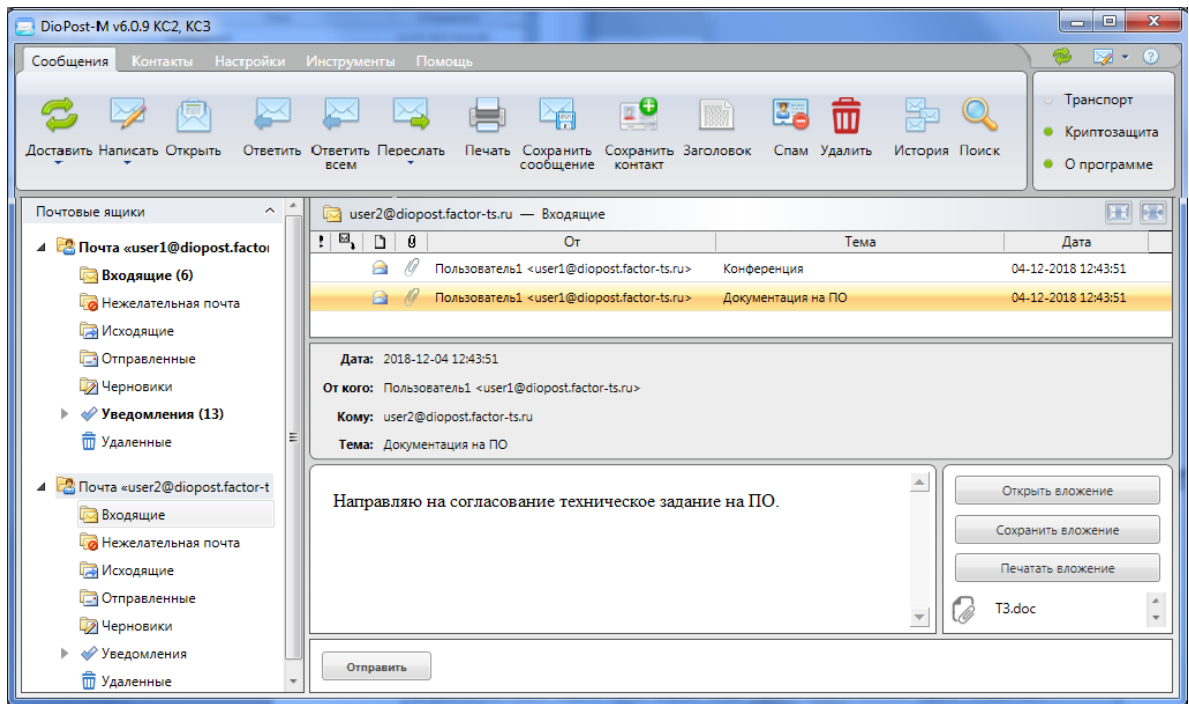 DioPost-M v6.0.9 КС2, КС3
Сообщения Контакты Настройки Инструменты Помощь
Доставить Написать Открыть Ответить Ответить всем Переслать Печать Сохранить сообщение Сохранить контакт Заголовок Спам Удалить История Поиск
Транспорт
Криптозащита
О программе
Почтовые ящики
Почта «user1@diopost.factor
Входящие (6)
Нежелательная почта
Исходящие
Отправленные
Черновики
Уведомления (13)
Удаленные
Почта «user2@diopost.factor-t
Входящие
Нежелательная почта
Исходящие
Отправленные
Черновики
Уведомления
Удаленные
user2@diopost.factor-ts.ru — Входящие
От Тема Дата
Пользователь1 <user1@diopost.factor-ts.ru> Конференция 04-12-2018 12:43:51
Пользователь1 <user1@diopost.factor-ts.ru> Документация на ПО 04-12-2018 12:43:51
Дата: 2018-12-04 12:43:51
От кого: Пользователь1 <user1@diopost.factor-ts.ru>
Кому: user2@diopost.factor-ts.ru
Тема: Документация на ПО
Направляю на согласование техническое задание на ПО.
Открыть вложение
Сохранить вложение
Печатать вложение
ТЗ.doc
Отправить